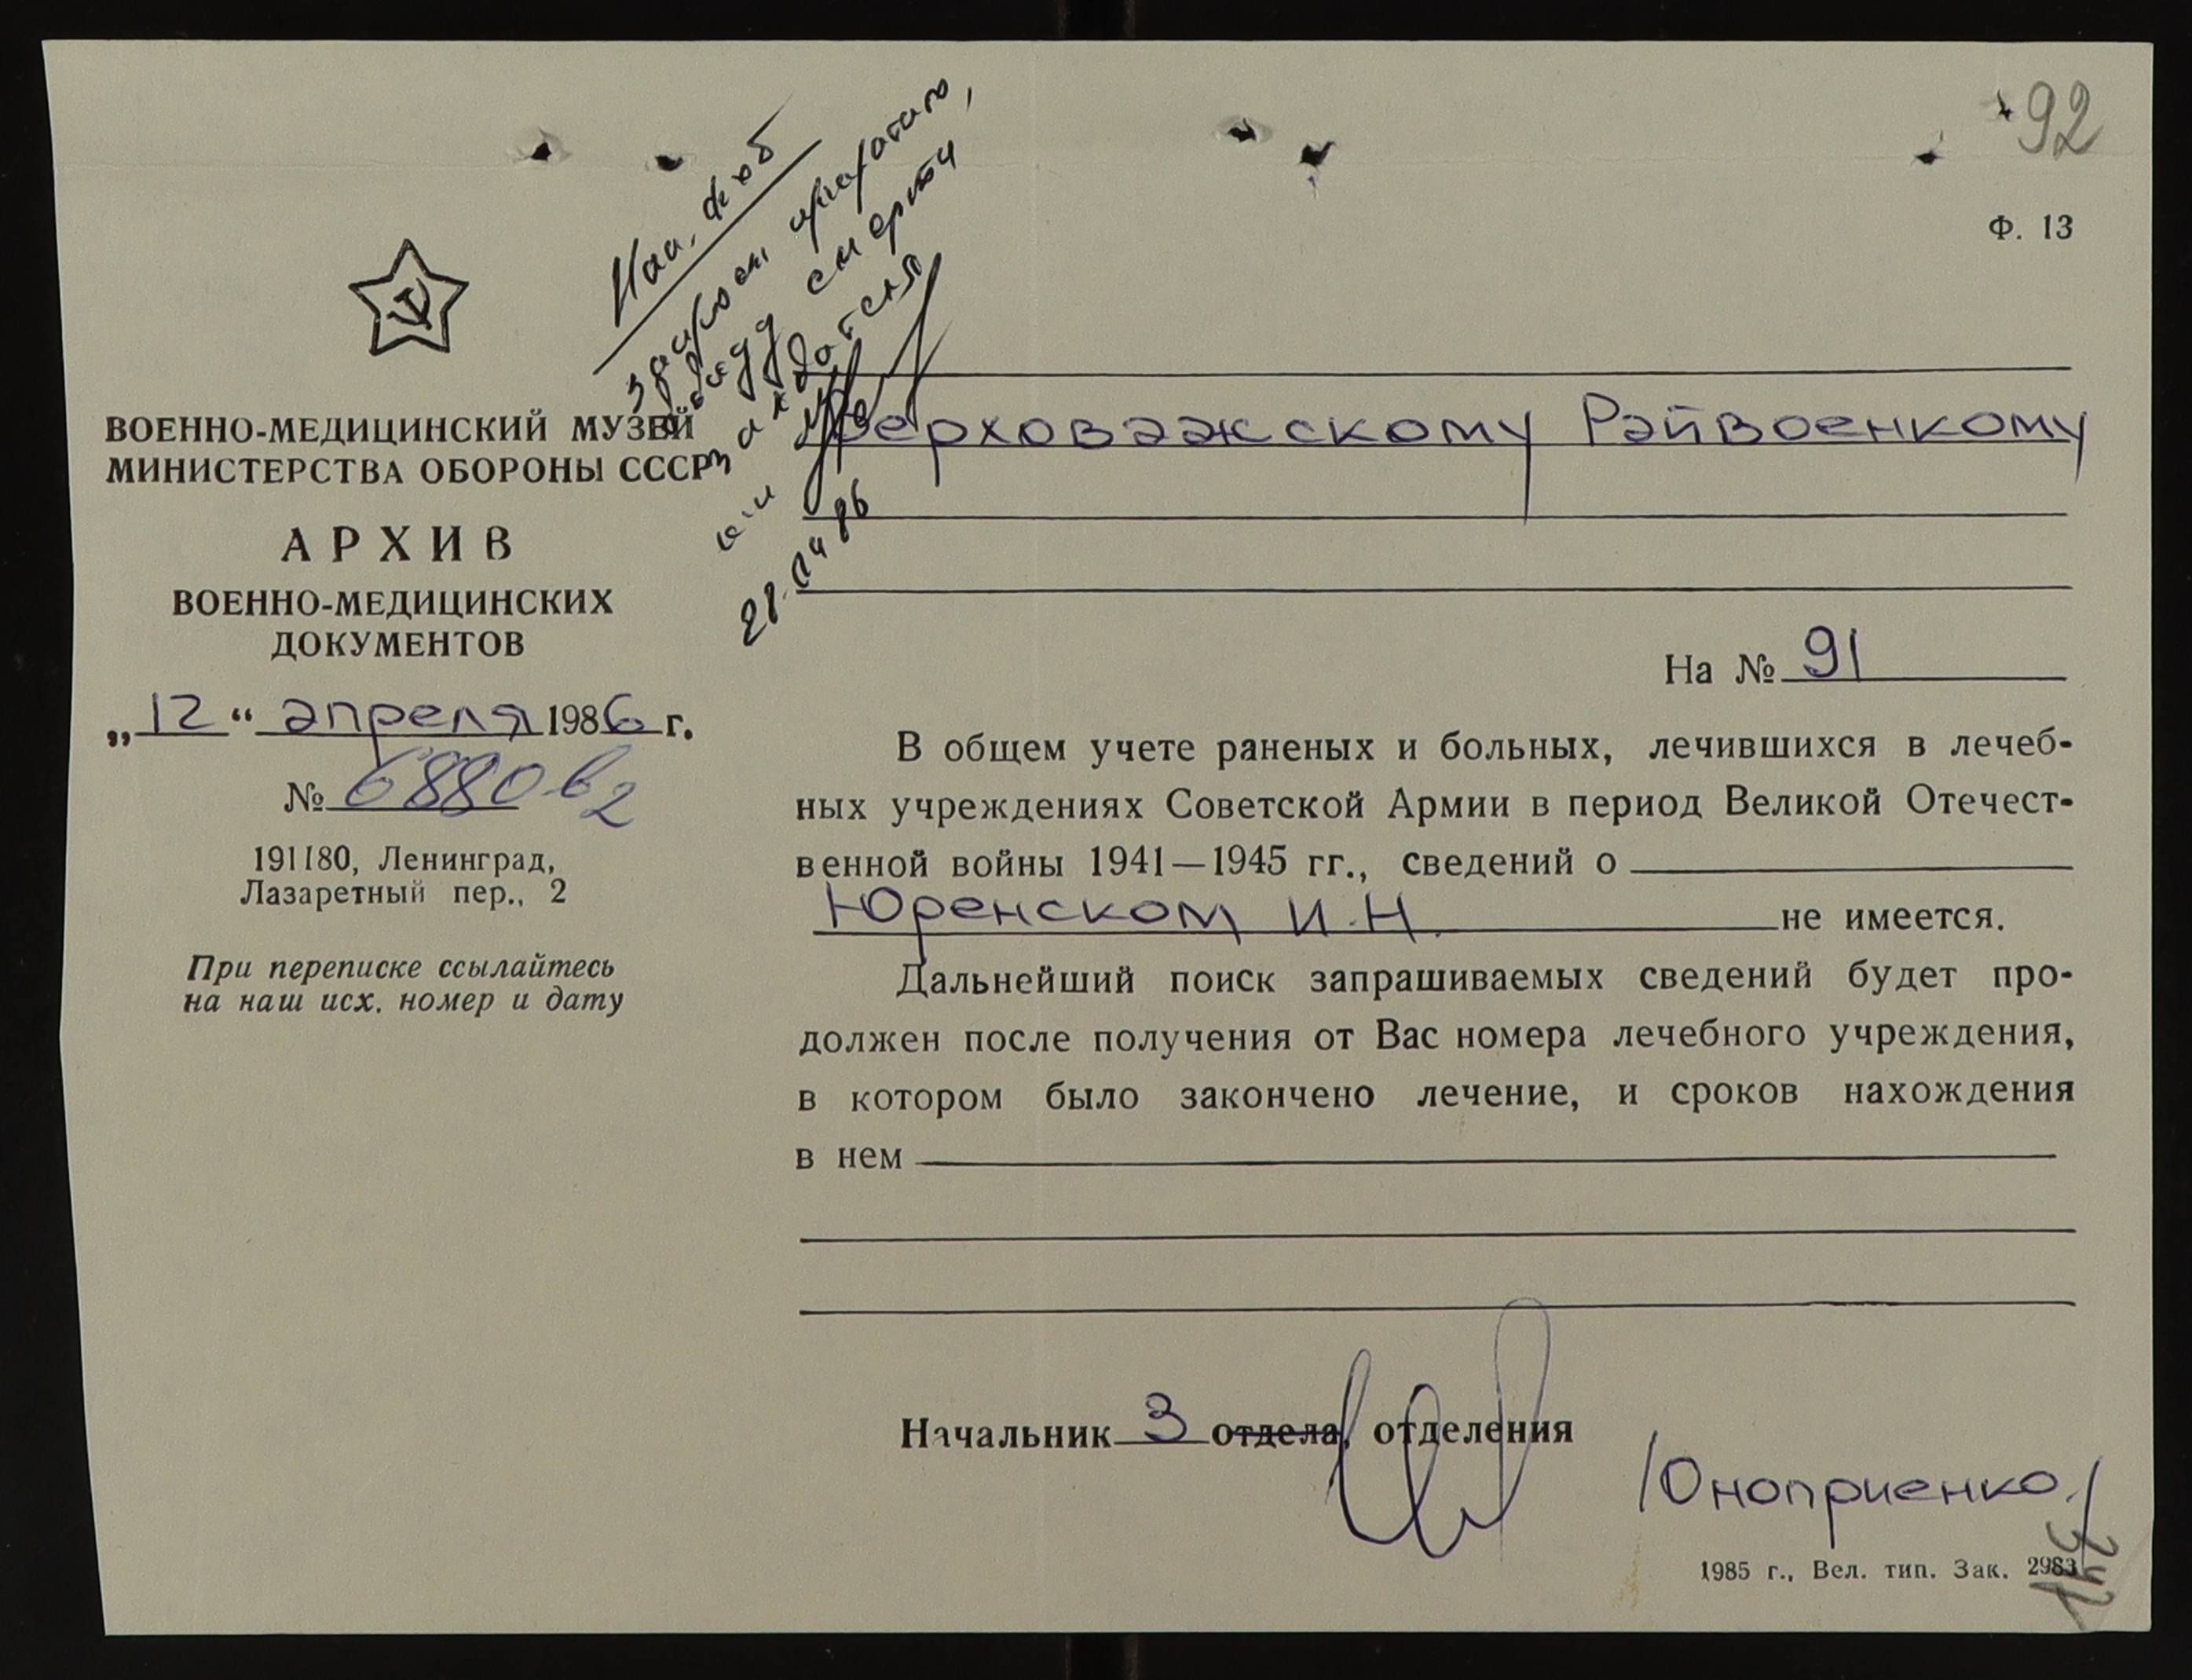 92
Ф. 13
ВОЕННО-МЕДИЦИНСКИЙ МУЗЕЙ
МИНИСТЕРСТВА ОБОРОНЫ СССР
АРХИВ
ВОЕННО-МЕДИЦИНСКИХ
ДОКУМЕНТОВ
„12“ апреля 1986 г.
№ 6880 в2
191180, Ленинград,
Лазаретный пер., 2
При переписке ссылайтесь
на наш исх. номер и дату
смерти
04 86
Верховажскому Райвоенкому
На № 91
В общем учете раненых и больных, лечившихся в лечеб-
ных учреждениях Советской Армии в период Великой Отечест-
венной войны 1941—1945 гг., сведений о
Юренском И.Н. не имеется.
Дальнейший поиск запрашиваемых сведений будет про-
должен после получения от Вас номера лечебного учреждения,
в котором было закончено лечение, и сроков нахождения
в нем
Начальник 3 отдела, отделения
/Оноприенко./
1985 г., Вел. тип. Зак. 2983